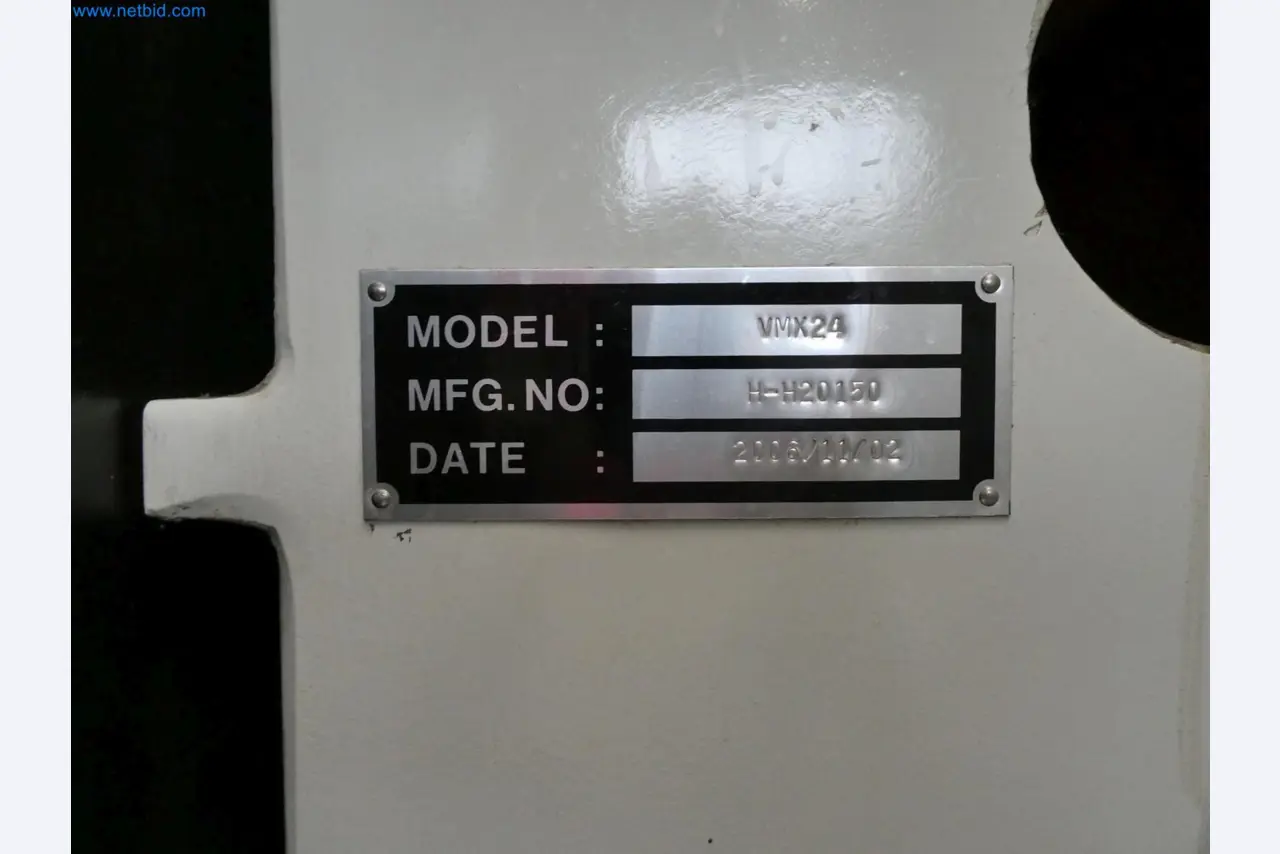 www.netbid.com
MODEL : VMX24
MFG. NO: H-H20150
DATE : 2006/11/02